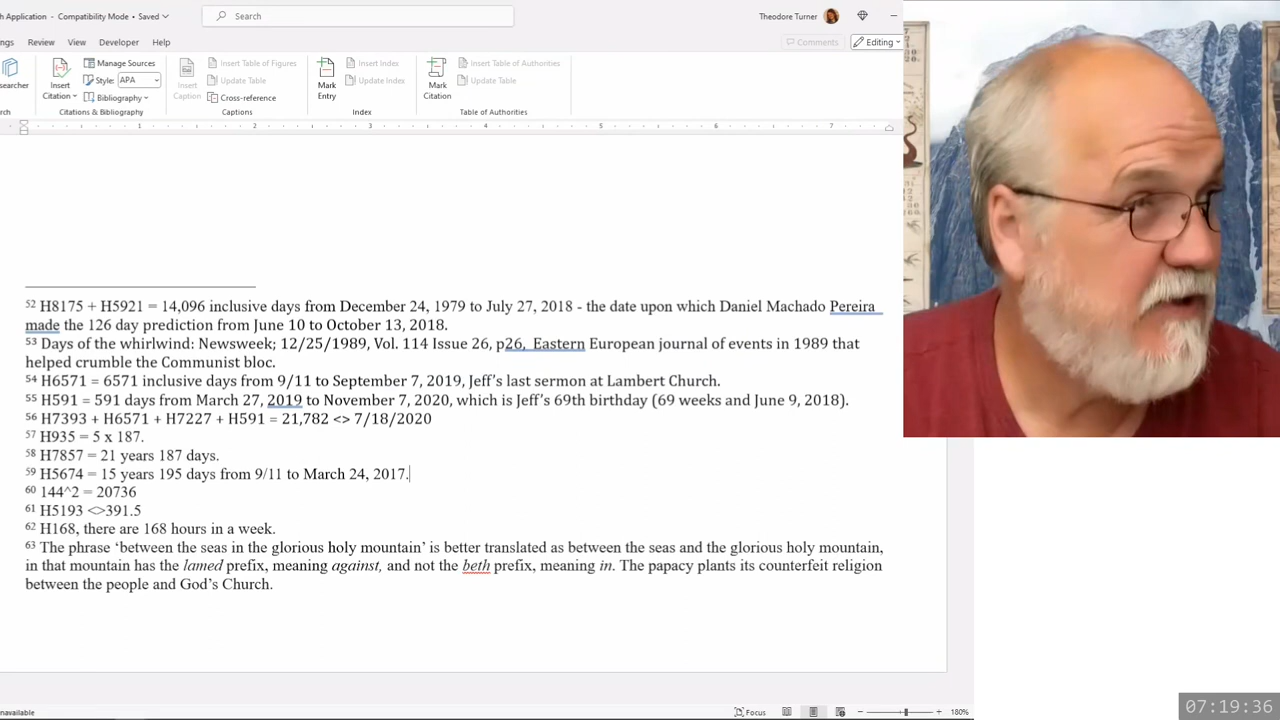 h Application - Compatibility Mode • Saved
Search
Theodore Turner
ngs Review View Developer Help
Comments
Editing
searcher
Insert Citation
Manage Sources
Style: APA
Bibliography
Insert Caption
Insert Table of Figures
Update Table
Cross-reference
Mark Entry
Insert Index
Update Index
Mark Citation
Insert Table of Authorities
Update Table
rch
Citations & Bibliography
Captions
Index
Table of Authorities
1 2 3 4 5 6 7
52 H8175 + H5921 = 14,096 inclusive days from December 24, 1979 to July 27, 2018 - the date upon which Daniel Machado Pereira
made the 126 day prediction from June 10 to October 13, 2018.
53 Days of the whirlwind: Newsweek; 12/25/1989, Vol. 114 Issue 26, p26, Eastern European journal of events in 1989 that
helped crumble the Communist bloc.
54 H6571 = 6571 inclusive days from 9/11 to September 7, 2019, Jeff's last sermon at Lambert Church.
55 H591 = 591 days from March 27, 2019 to November 7, 2020, which is Jeff's 69th birthday (69 weeks and June 9, 2018).
56 H7393 + H6571 + H7227 + H591 = 21,782 <> 7/18/2020
57 H935 = 5 x 187.
58 H7857 = 21 years 187 days.
59 H5674 = 15 years 195 days from 9/11 to March 24, 2017.
60 144^2 = 20736
61 H5193 <>391.5
62 H168, there are 168 hours in a week.
63 The phrase 'between the seas in the glorious holy mountain' is better translated as between the seas and the glorious holy mountain,
in that mountain has the lamed prefix, meaning against, and not the beth prefix, meaning in. The papacy plants its counterfeit religion
between the people and God's Church.
navailable
Focus
180%
07:19:36